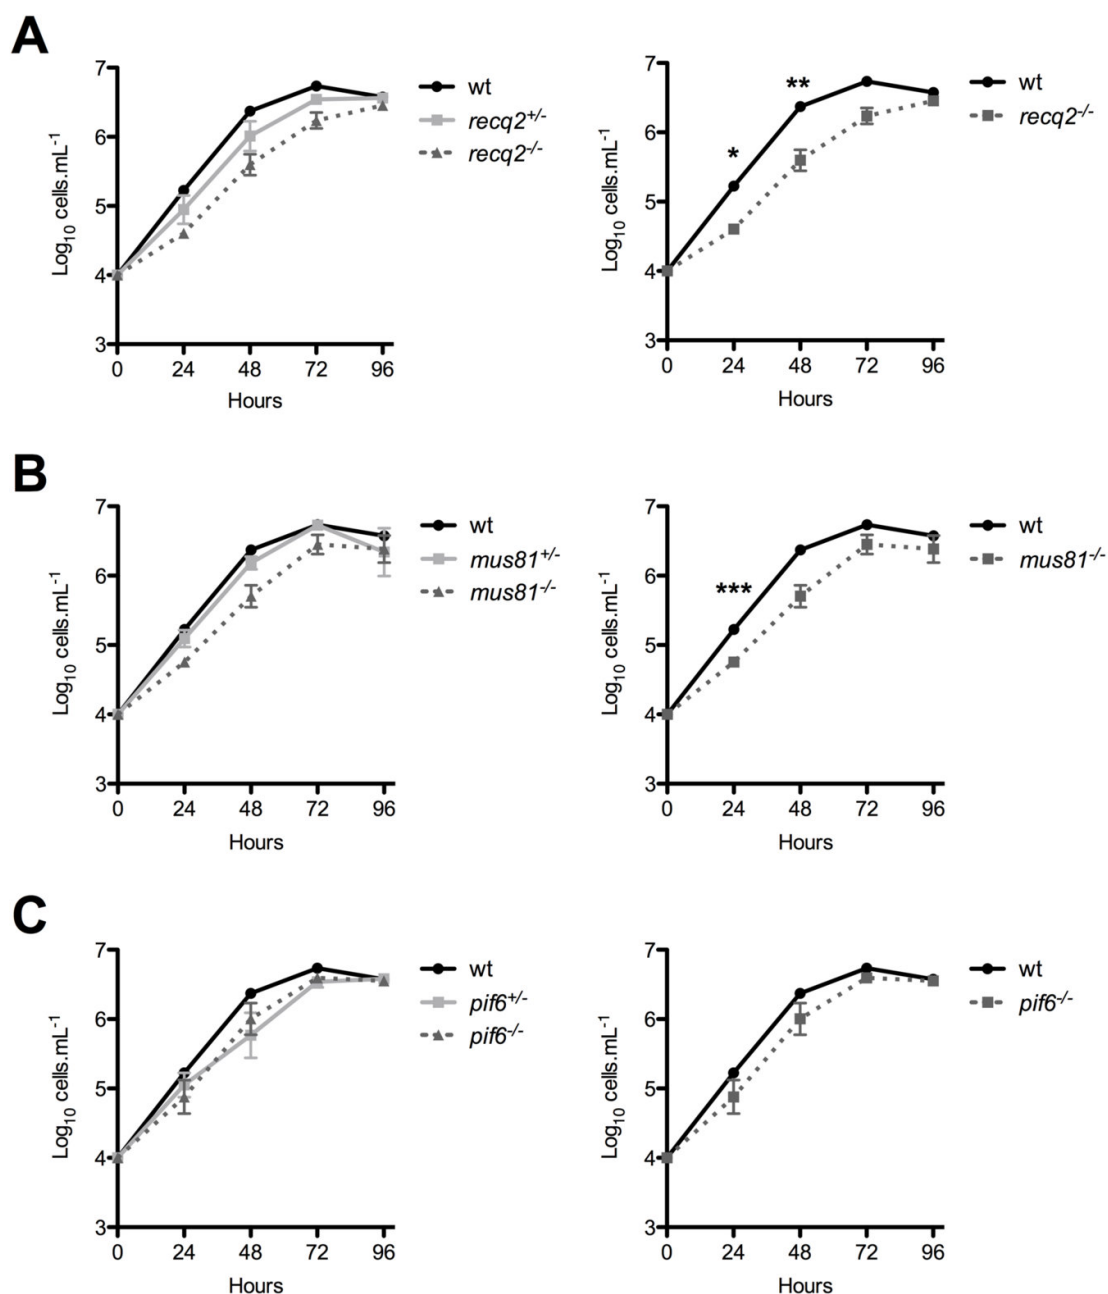 A
7
6
5
4
3
0 24 48 72 96
Hours
Log10 cells.mL-1
wt
recq2+/-
recq2-/-
7
6
5
4
3
0 24 48 72 96
Hours
Log10 cells.mL-1
*
**
wt
recq2-/-
B
7
6
5
4
3
0 24 48 72 96
Hours
Log10 cells.mL-1
wt
mus81+/-
mus81-/-
7
6
5
4
3
0 24 48 72 96
Hours
Log10 cells.mL-1
***
wt
mus81-/-
C
7
6
5
4
3
0 24 48 72 96
Hours
Log10 cells.mL-1
wt
pif6+/-
pif6-/-
7
6
5
4
3
0 24 48 72 96
Hours
Log10 cells.mL-1
wt
pif6-/-